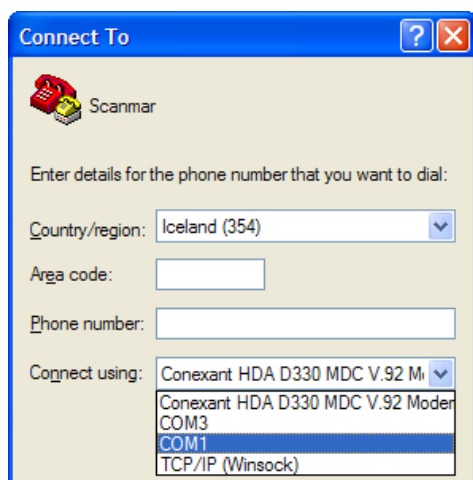 Connect To
Scanmar
Enter details for the phone number that you want to dial:
Country/region: Iceland (354)
Area code:
Phone number:
Connect using: Conexant HDA D330 MDC V.92 M
Conexant HDA D330 MDC V.92 Moder
COM3
COM1
TCP/IP (Winsock)